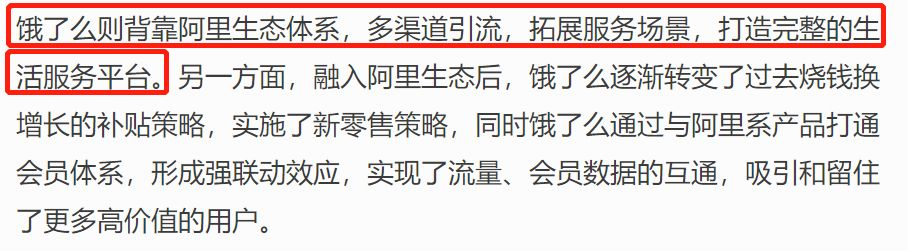 饿了么则背靠阿里生态体系，多渠道引流，拓展服务场景，打造完整的生
活服务平台。另一方面，融入阿里生态后，饿了么逐渐转变了过去烧钱换
增长的补贴策略，实施了新零售策略，同时饿了么通过与阿里系产品打通
会员体系，形成强联动效应，实现了流量、会员数据的互通，吸引和留住
了更多高价值的用户。